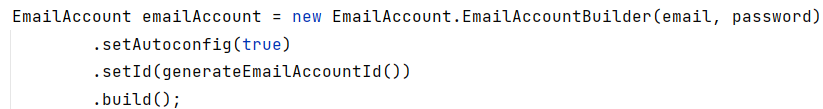 EmailAccount emailAccount = new EmailAccount.EmailAccountBuilder(email, password)
.setAutoconfig(true)
.setId(generateEmailAccountId())
.build();